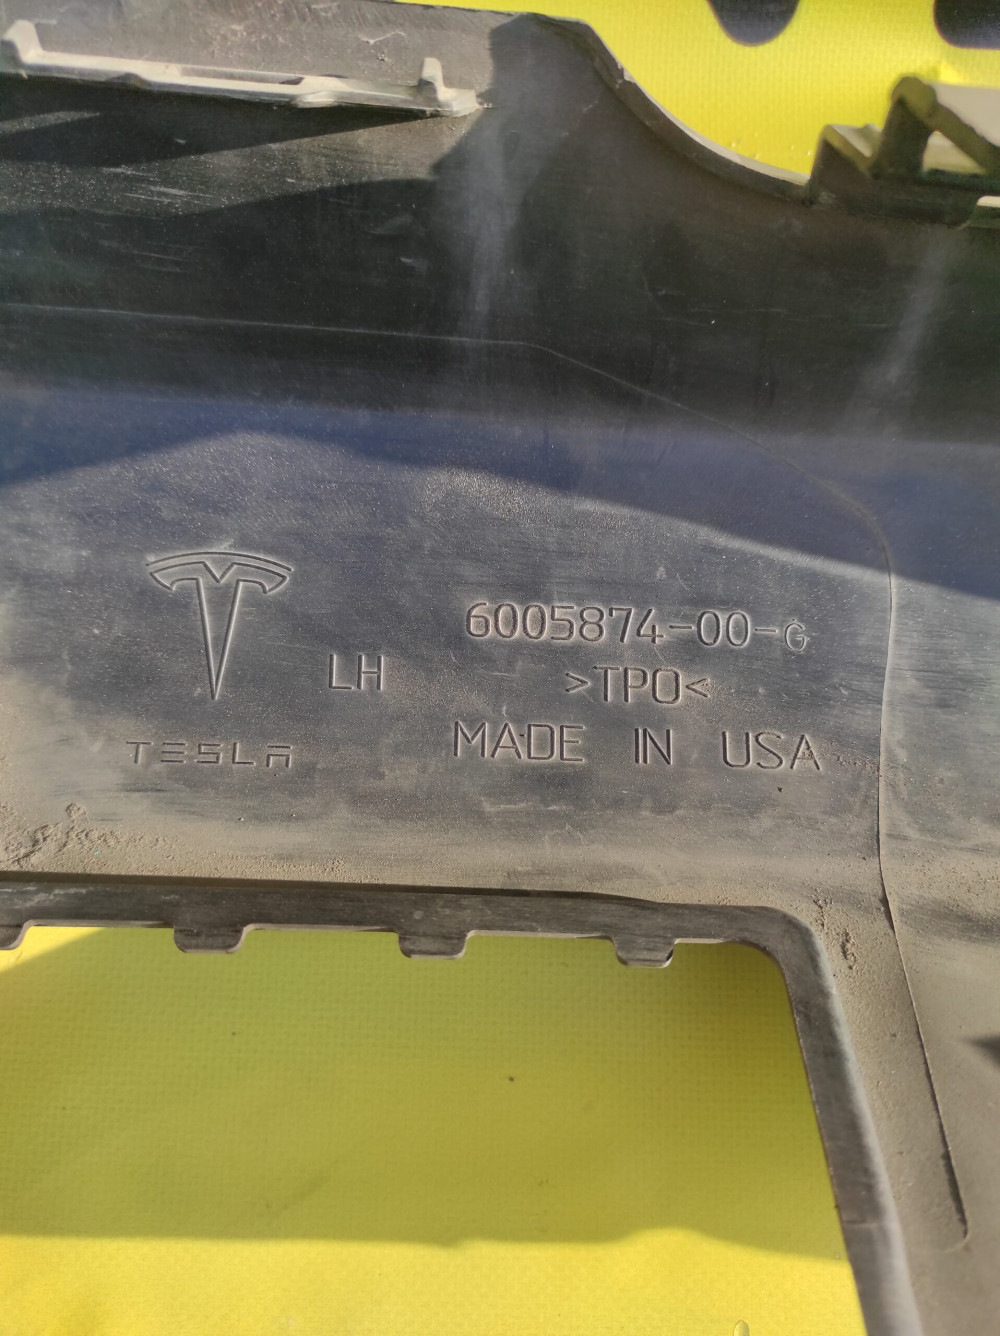 6005874-00-G
LH
>TPO<
TESLA
MADE IN USA